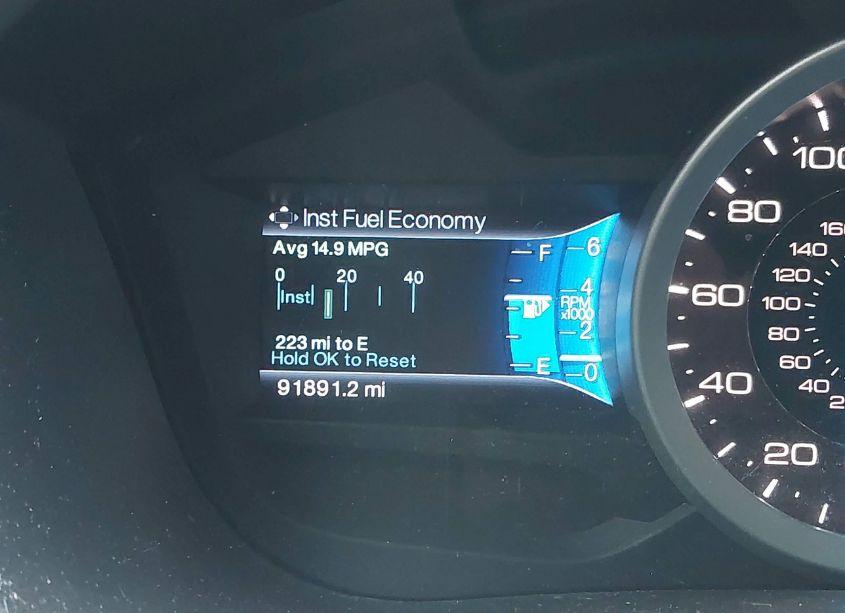 Inst Fuel Economy
Avg 14.9 MPG
0 20 40
Inst
223 mi to E
Hold OK to Reset
91891.2 mi
F
E
6
4
RPM
x1000
2
0
100
80
60
40
20
160
140
120
100
80
60
40